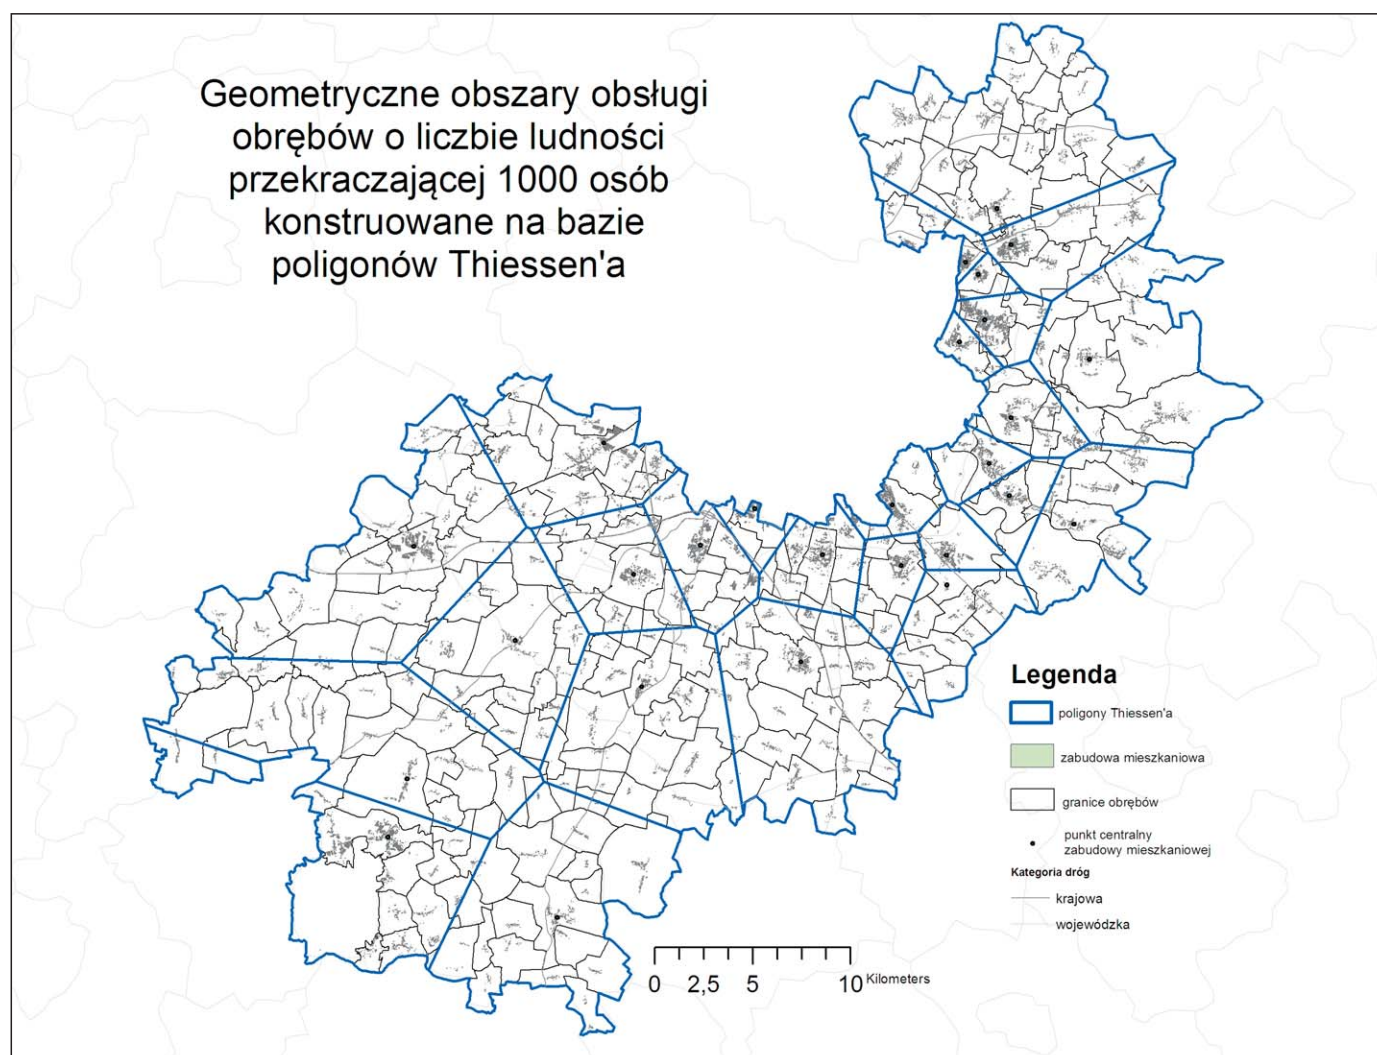 Geometryczne obszary obsługi
obrębów o liczbie ludności
przekraczającej 1000 osób
konstruowane na bazie
poligonów Thiessen'a
Legenda
poligony Thiessen'a
zabudowa mieszkaniowa
granice obrębów
punkt centralny
zabudowy mieszkaniowej
Kategoria dróg
krajowa
wojewódzka
0 2,5 5 10 Kilometers